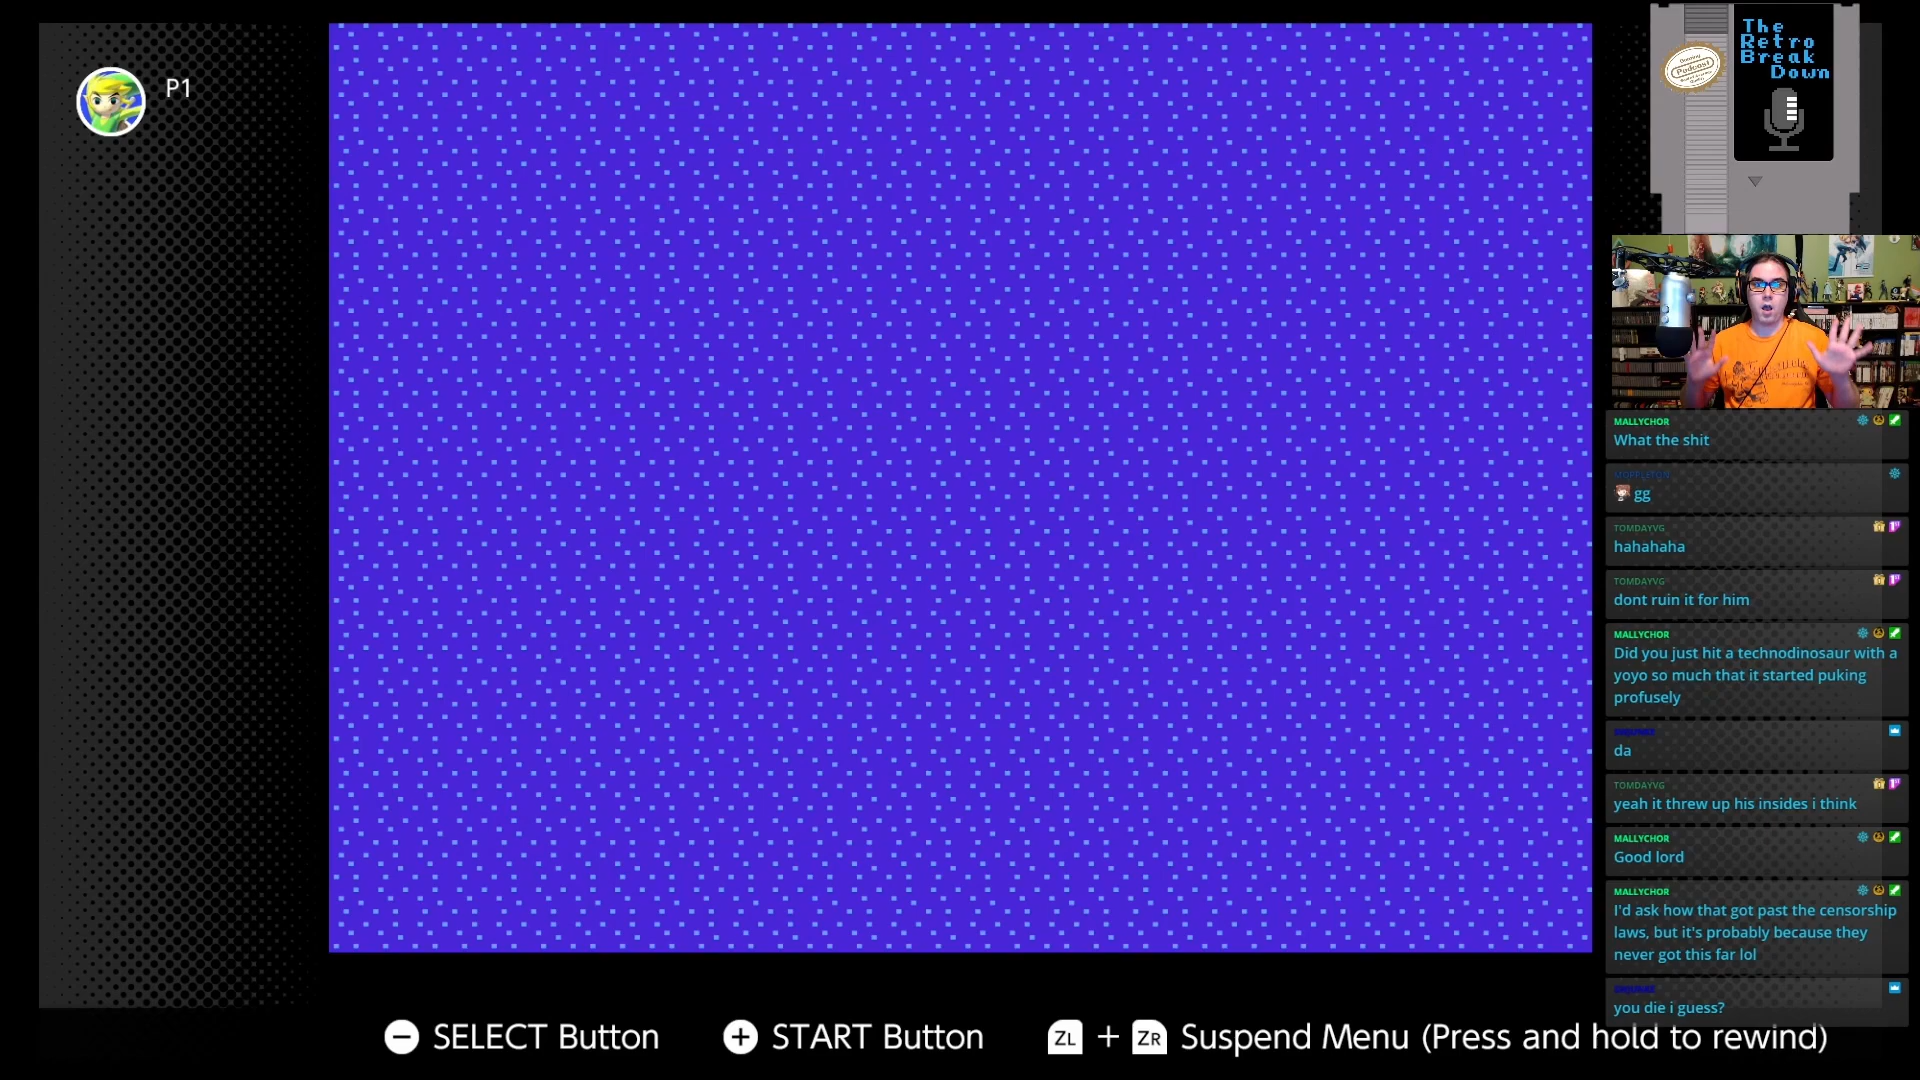 P1
The
Retro
Break
Down
Podcast
MALLYCHOR
What the shit
gg
TOMDAYVG
hahahaha
TOMDAYVG
dont ruin it for him
MALLYCHOR
Did you just hit a technodinosaur with a
yoyo so much that it started puking
profusely
da
TOMDAYVG
yeah it threw up his insides i think
MALLYCHOR
Good lord
MALLYCHOR
I'd ask how that got past the censorship
laws, but it's probably because they
never got this far lol
you die i guess?
SELECT Button
START Button
ZL + ZR Suspend Menu (Press and hold to rewind)